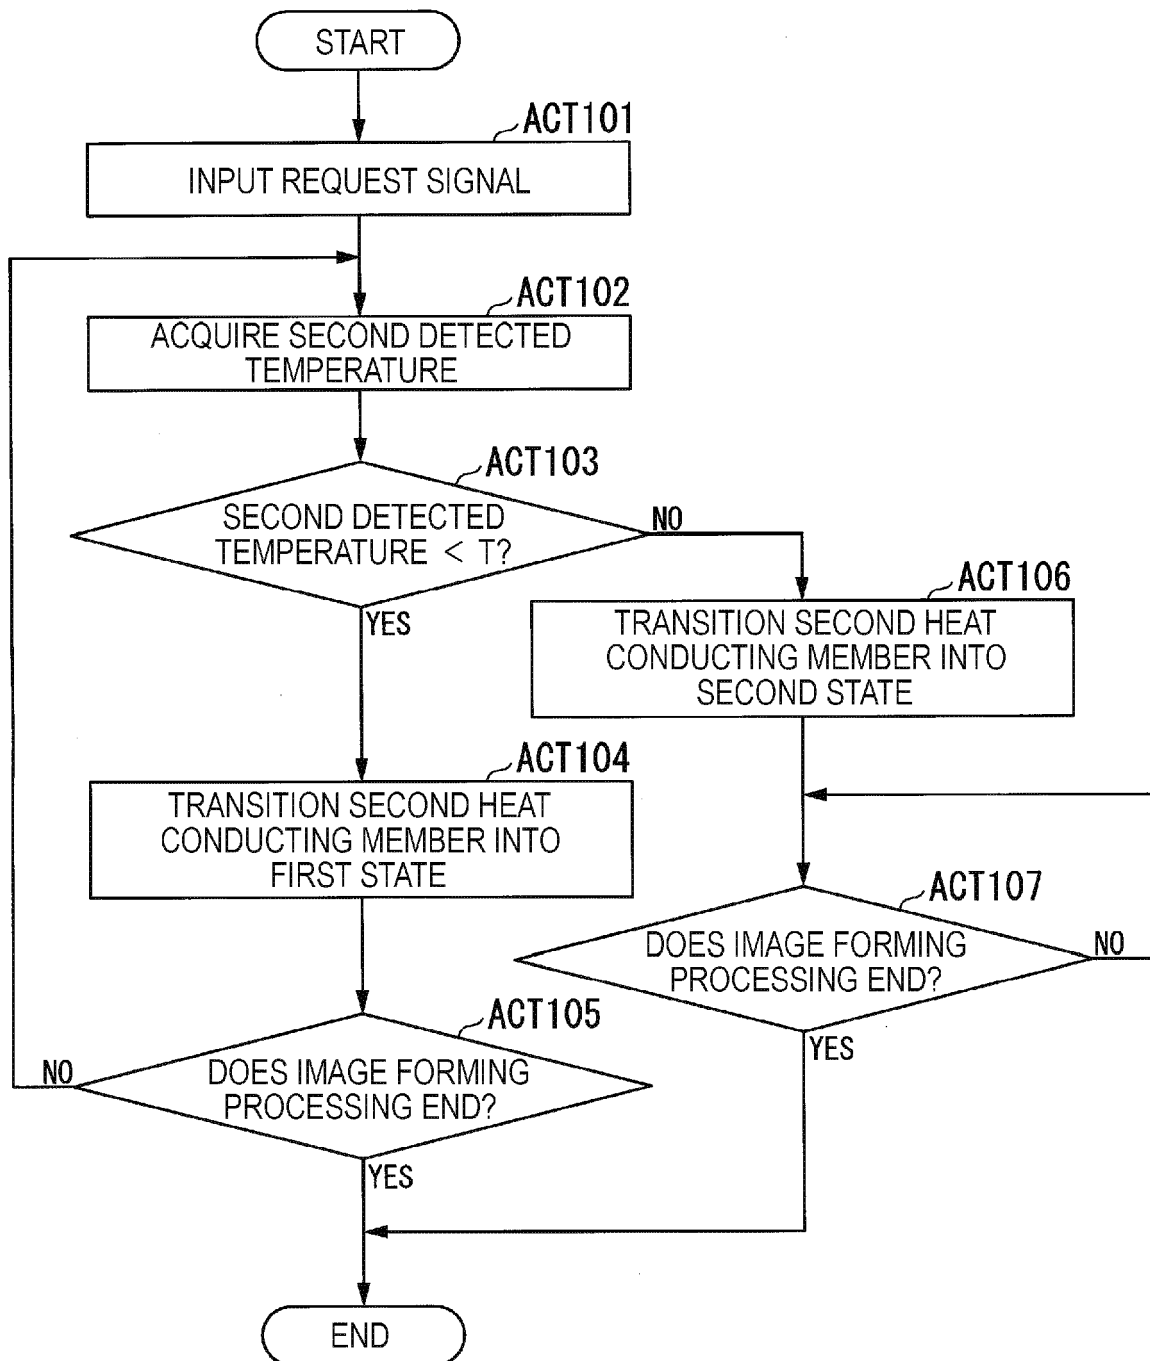 START
ACT101
INPUT REQUEST SIGNAL
ACT102
ACQUIRE SECOND DETECTED
TEMPERATURE
ACT103
SECOND DETECTED
TEMPERATURE < T?
NO
YES
ACT106
TRANSITION SECOND HEAT
CONDUCTING MEMBER INTO
SECOND STATE
ACT104
TRANSITION SECOND HEAT
CONDUCTING MEMBER INTO
FIRST STATE
ACT107
DOES IMAGE FORMING
PROCESSING END?
NO
YES
ACT105
DOES IMAGE FORMING
PROCESSING END?
NO
YES
END